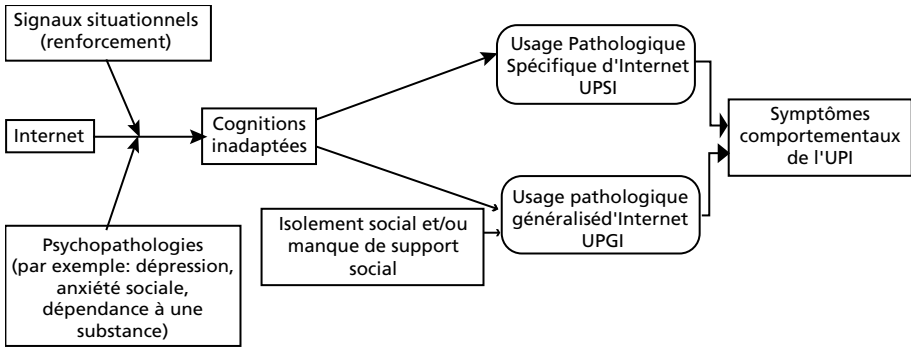 Signaux situationnels
(renforcement)
Internet
Psychopathologies
(par exemple: dépression,
anxiété sociale,
dépendance à une
substance)
Cognitions
inadaptées
Isolement social et/ou
manque de support
social
Usage Pathologique
Spécifique d'Internet
UPSI
Usage pathologique
généraliséd'Internet
UPGI
Symptômes
comportementaux
de l'UPI